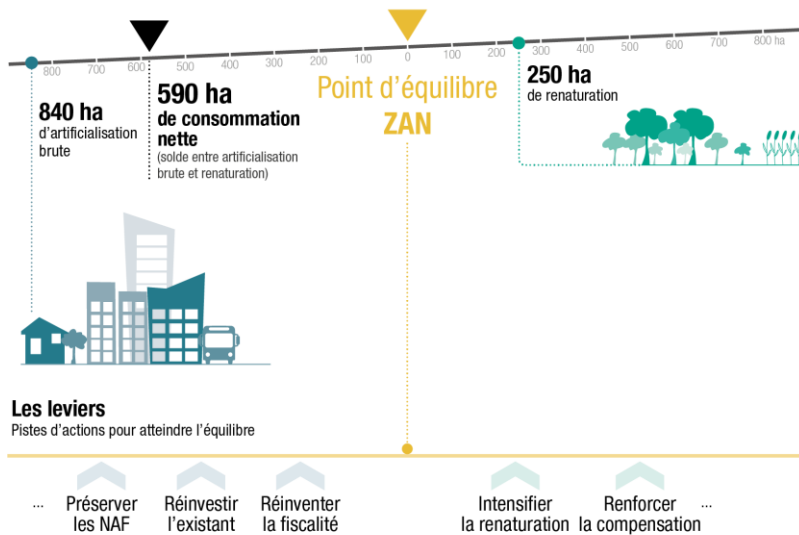 800 700 600 500 400 300 200 100 0 100 200 300 400 500 600 700 800 ha
840 ha
d'artificialisation
brute
590 ha
de consommation
nette
(solde entre artificialisation
brute et renaturation)
Point d'équilibre
ZAN
250 ha
de renaturation
Les leviers
Pistes d'actions pour atteindre l'équilibre
...
Préserver
les NAF
Réinvestir
l'existant
Réinventer
la fiscalité
Intensifier
la renaturation
Renforcer
la compensation
...